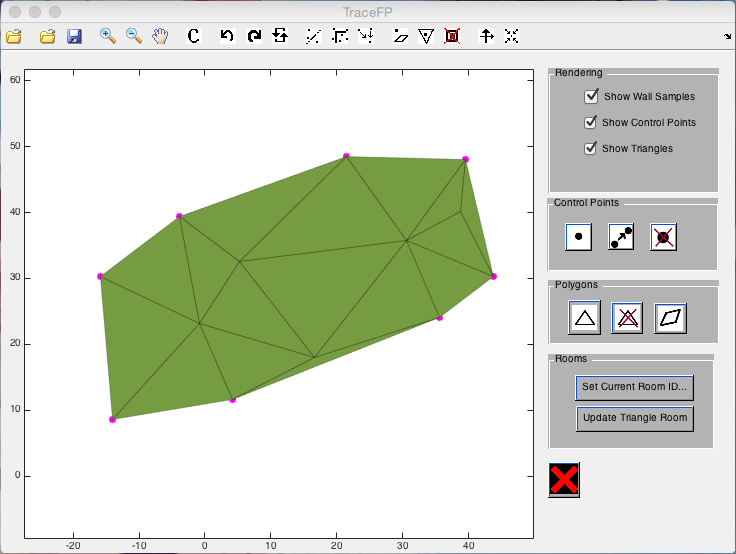 TraceFP
C
Rendering
Show Wall Samples
Show Control Points
Show Triangles
Control Points
Polygons
Rooms
Set Current Room ID...
Update Triangle Room
60
50
40
30
20
10
0
-20 -10 0 10 20 30 40